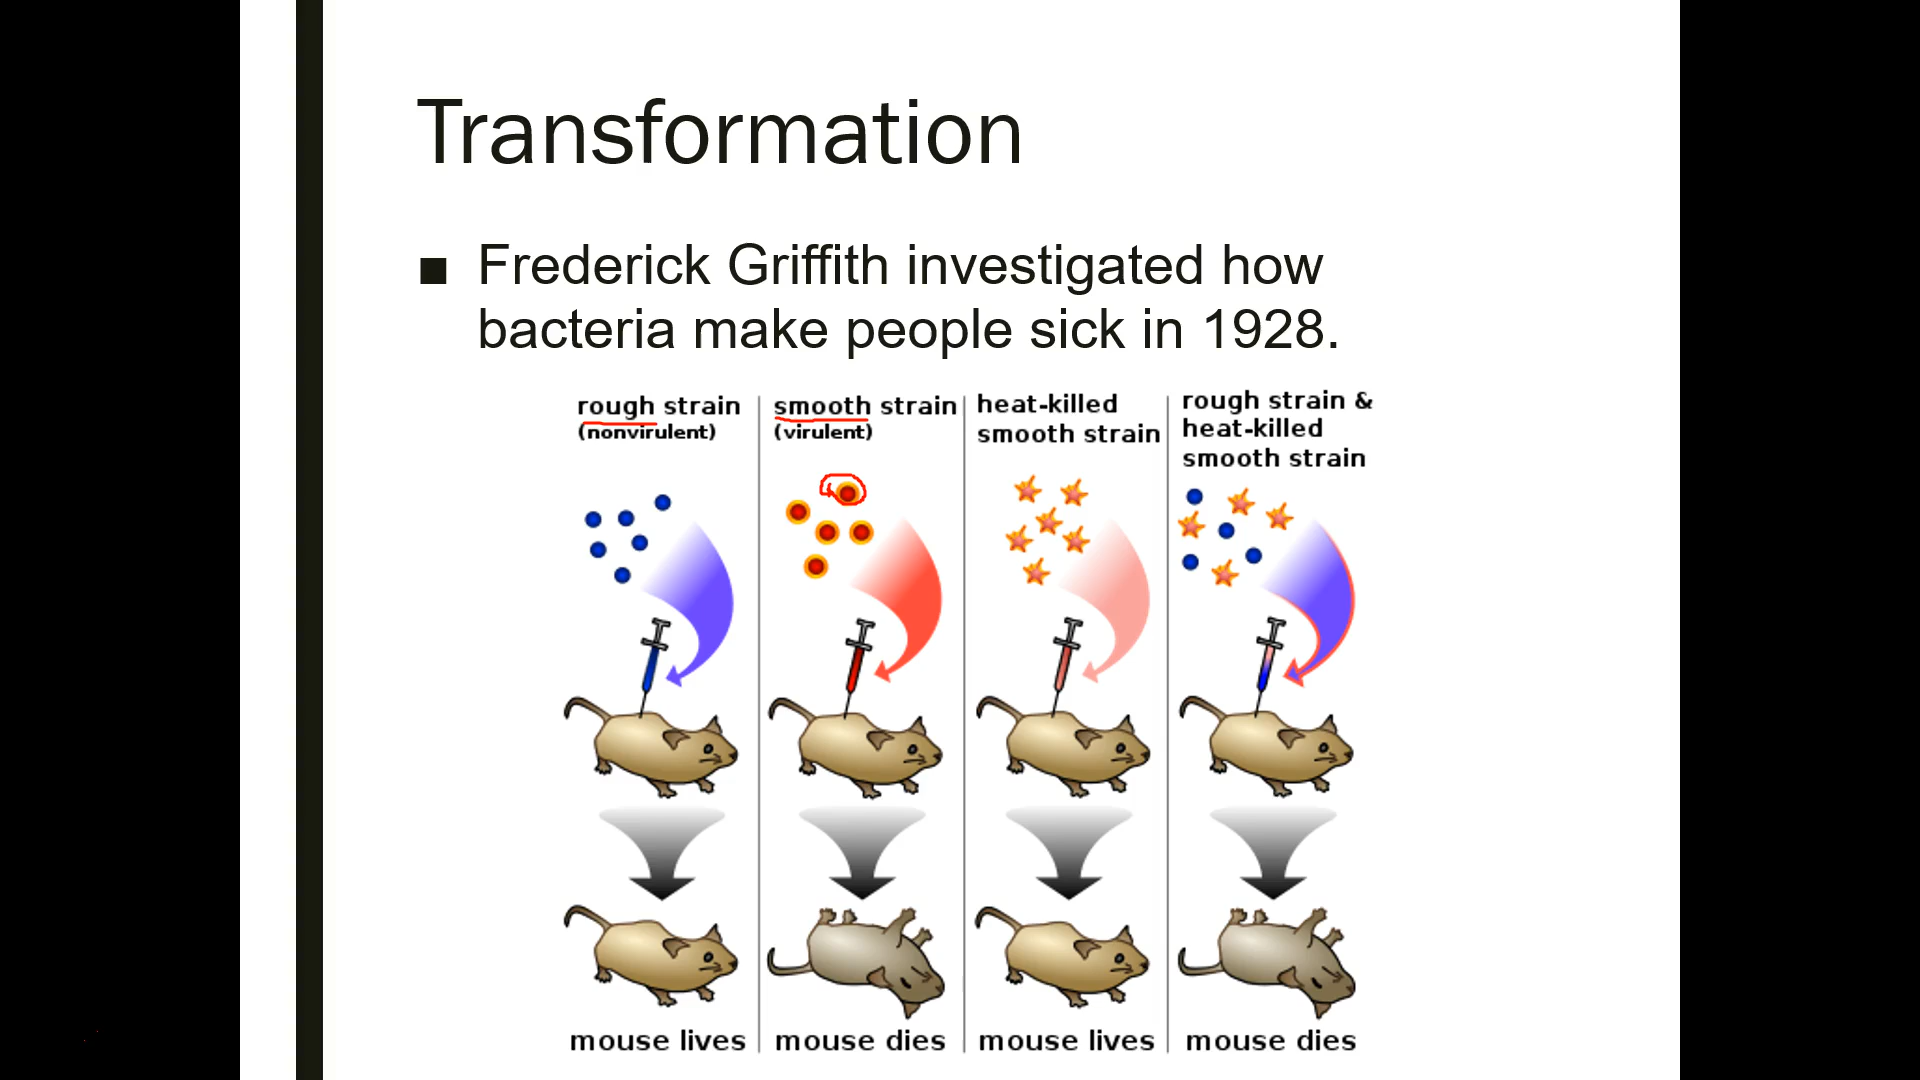 Transformation
■ Frederick Griffith investigated how
bacteria make people sick in 1928.
rough strain
(nonvirulent)
smooth strain
(virulent)
heat-killed
smooth strain
rough strain &
heat-killed
smooth strain
mouse lives
mouse dies
mouse lives
mouse dies